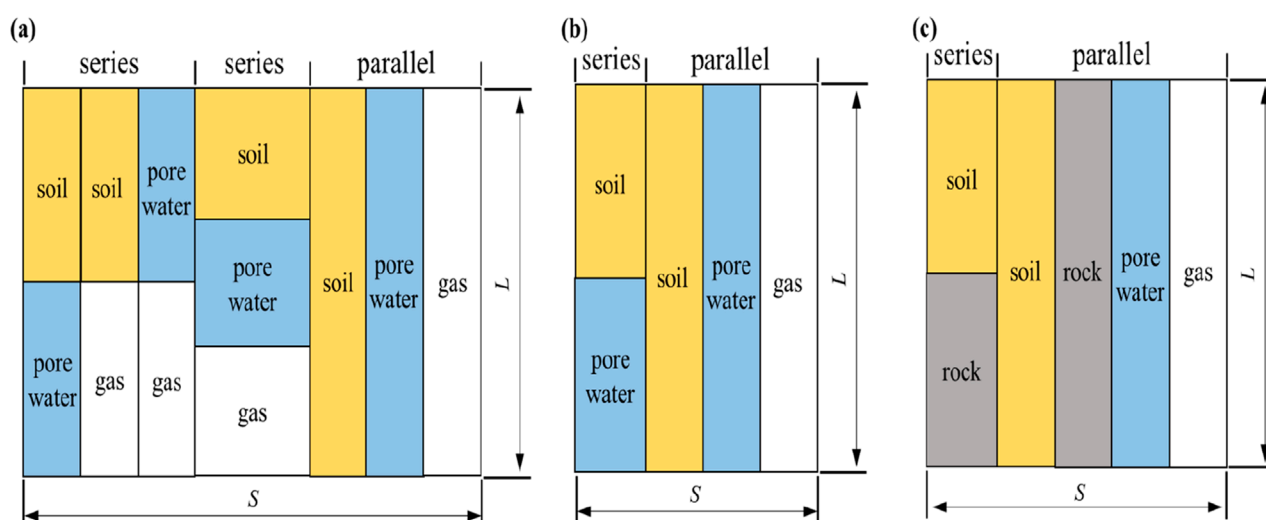 (a)
series
series
parallel
soil
soil
pore
water
soil
pore
water
soil
pore
water
gas
pore
water
gas
gas
gas
L
S
(b)
series
parallel
soil
pore
water
soil
pore
water
gas
L
S
(c)
series
parallel
soil
rock
soil
rock
pore
water
gas
L
S